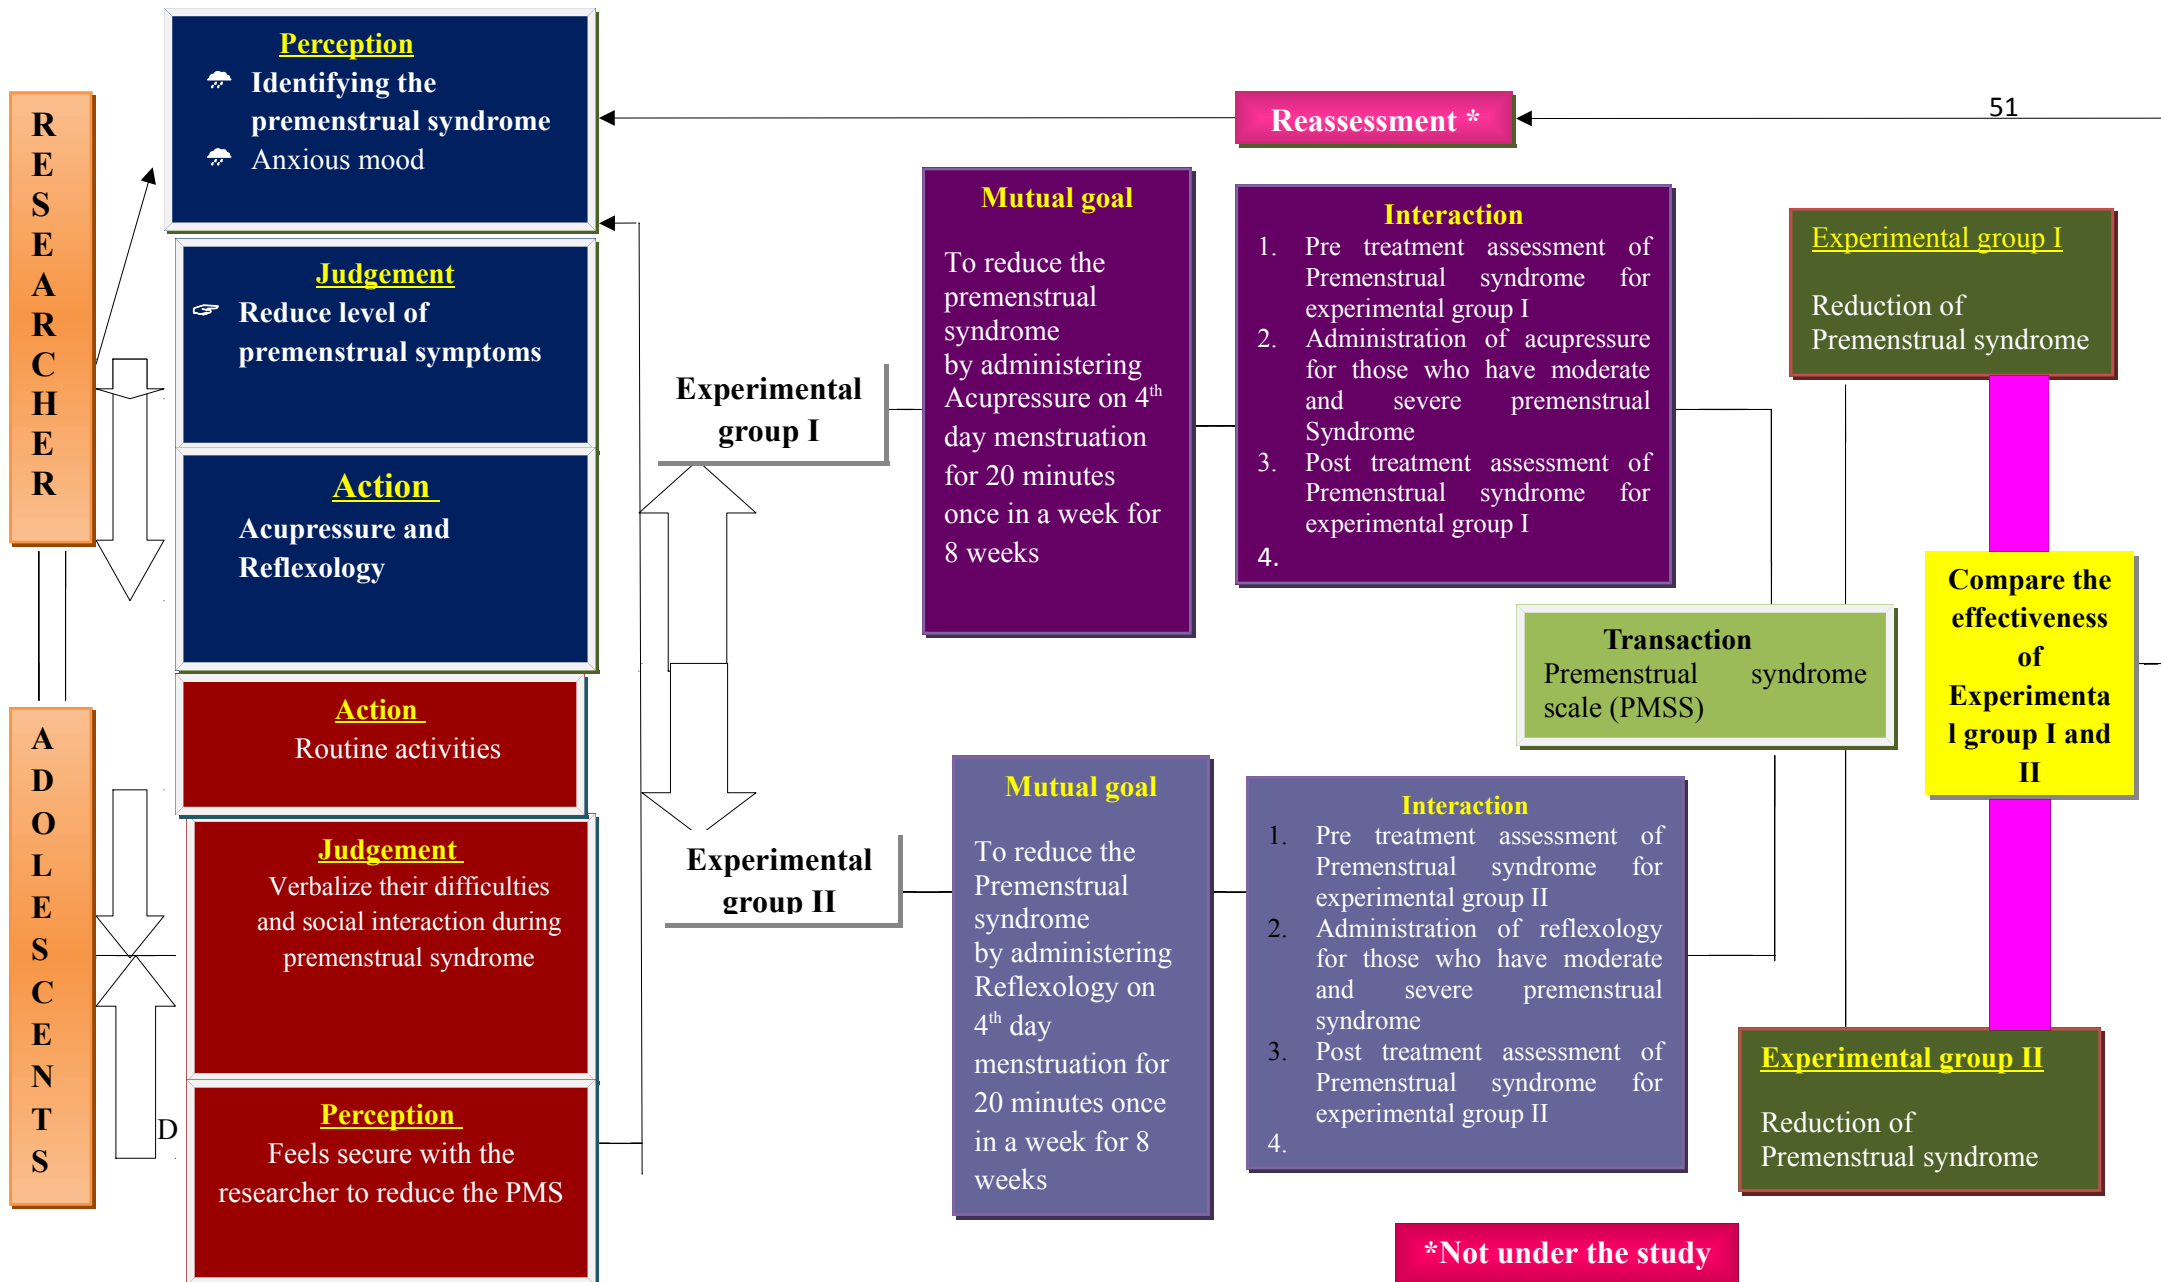 51
R
E
S
E
A
R
C
H
E
R
Perception
Identifying the
premenstrual syndrome
Anxious mood
Judgement
Reduce level of
premenstrual symptoms
Action
Acupressure and
Reflexology
A
D
O
L
E
S
C
E
N
T
S
D
Action
Routine activities
Judgement
Verbalize their difficulties
and social interaction during
premenstrual syndrome
Perception
Feels secure with the
researcher to reduce the PMS
Reassessment *
Experimental
group I
Mutual goal
To reduce the
premenstrual
syndrome
by administering
Acupressure on 4th
day menstruation
for 20 minutes
once in a week for
8 weeks
Interaction
1. Pre treatment assessment of
Premenstrual syndrome for
experimental group I
2. Administration of acupressure
for those who have moderate
and severe premenstrual
Syndrome
3. Post treatment assessment of
Premenstrual syndrome for
experimental group I
4.
Experimental
group II
Mutual goal
To reduce the
Premenstrual
syndrome
by administering
Reflexology on
4th day
menstruation for
20 minutes once
in a week for 8
weeks
Interaction
1. Pre treatment assessment of
Premenstrual syndrome for
experimental group II
2. Administration of reflexology
for those who have moderate
and severe premenstrual
syndrome
3. Post treatment assessment of
Premenstrual syndrome for
experimental group II
4.
Transaction
Premenstrual syndrome
scale (PMSS)
Experimental group I
Reduction of
Premenstrual syndrome
Compare the
effectiveness
of
Experimenta
l group I and
II
Experimental group II
Reduction of
Premenstrual syndrome
*Not under the study